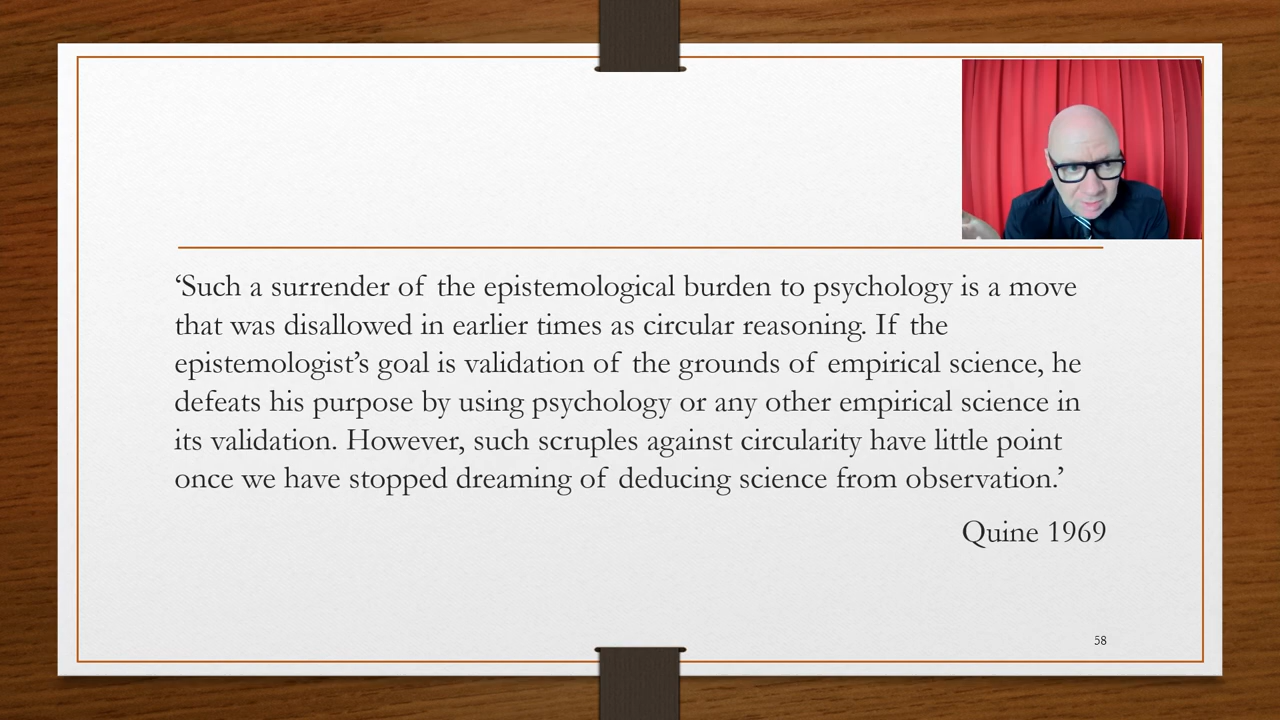 ‘Such a surrender of the epistemological burden to psychology is a move
that was disallowed in earlier times as circular reasoning. If the
epistemologist’s goal is validation of the grounds of empirical science, he
defeats his purpose by using psychology or any other empirical science in
its validation. However, such scruples against circularity have little point
once we have stopped dreaming of deducing science from observation.’
Quine 1969
58